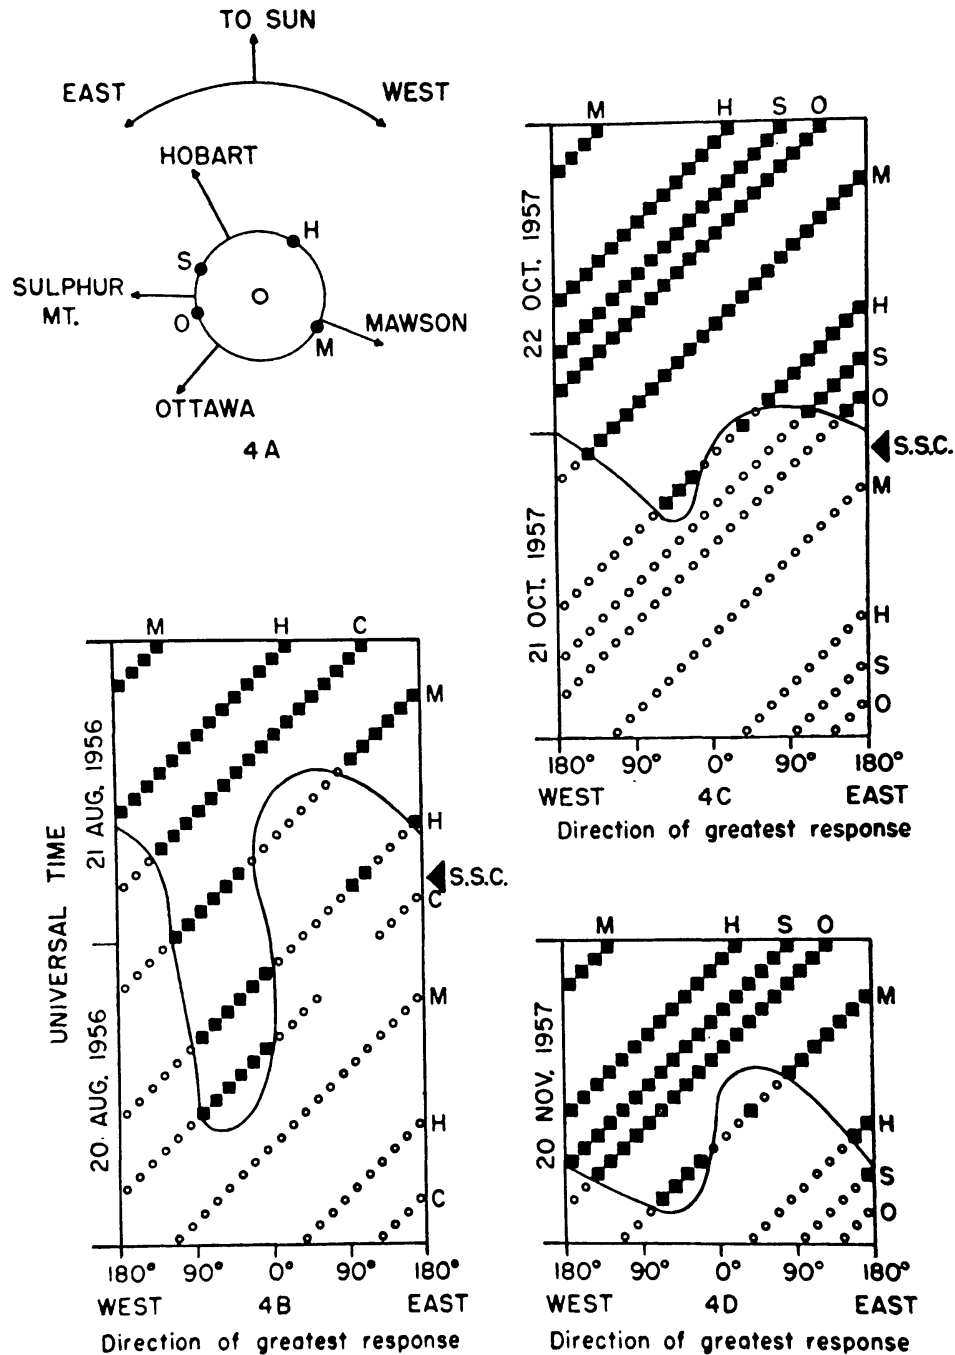 TO SUN
EAST
WEST
HOBART
H
S
SULPHUR
MT.
O
MAWSON
M
OTTAWA
4A
M H S O
22 OCT. 1957
21 OCT. 1957
M
H
S
O
S.S.C.
M
H
S
O
180° 90° 0° 90° 180°
WEST 4C EAST
Direction of greatest response
M H C
UNIVERSAL TIME
21 AUG. 1956
20. AUG. 1956
M
H
S.S.C.
C
M
H
C
180° 90° 0° 90° 180°
WEST 4B EAST
Direction of greatest response
M H S O
20 NOV. 1957
M
H
S
O
180° 90° 0° 90° 180°
WEST 4D EAST
Direction of greatest response